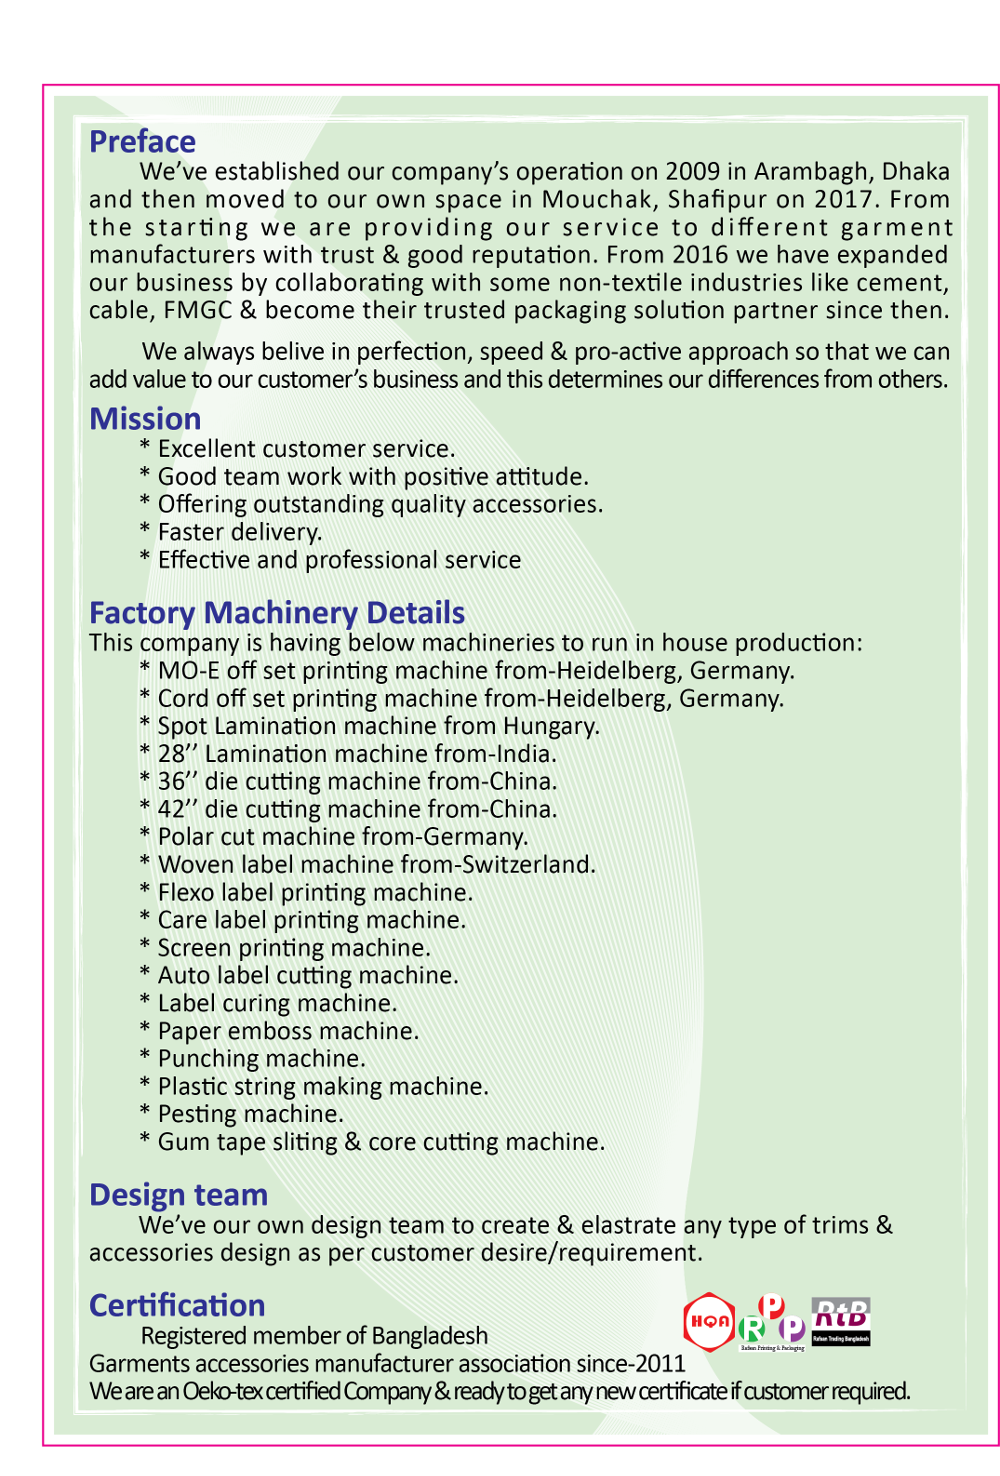 Preface
We’ve established our company’s operation on 2009 in Arambagh, Dhaka
and then moved to our own space in Mouchak, Shafipur on 2017. From
the starting we are providing our service to different garment
manufacturers with trust & good reputation. From 2016 we have expanded
our business by collaborating with some non-textile industries like cement,
cable, FMGC & become their trusted packaging solution partner since then.
We always belive in perfection, speed & pro-active approach so that we can
add value to our customer’s business and this determines our differences from others.
Mission
* Excellent customer service.
* Good team work with positive attitude.
* Offering outstanding quality accessories.
* Faster delivery.
* Effective and professional service
Factory Machinery Details
This company is having below machineries to run in house production:
* MO-E off set printing machine from-Heidelberg, Germany.
* Cord off set printing machine from-Heidelberg, Germany.
* Spot Lamination machine from Hungary.
* 28’’ Lamination machine from-India.
* 36’’ die cutting machine from-China.
* 42’’ die cutting machine from-China.
* Polar cut machine from-Germany.
* Woven label machine from-Switzerland.
* Flexo label printing machine.
* Care label printing machine.
* Screen printing machine.
* Auto label cutting machine.
* Label curing machine.
* Paper emboss machine.
* Punching machine.
* Plastic string making machine.
* Pesting machine.
* Gum tape sliting & core cutting machine.
Design team
We’ve our own design team to create & elastrate any type of trims &
accessories design as per customer desire/requirement.
Certification
HQA
R P P
Rafsan Printing & Packaging
RtB
Rafsan Trading Bangladesh
Registered member of Bangladesh
Garments accessories manufacturer association since-2011
We are an Oeko-tex certified Company & ready to get any new certificate if customer required.